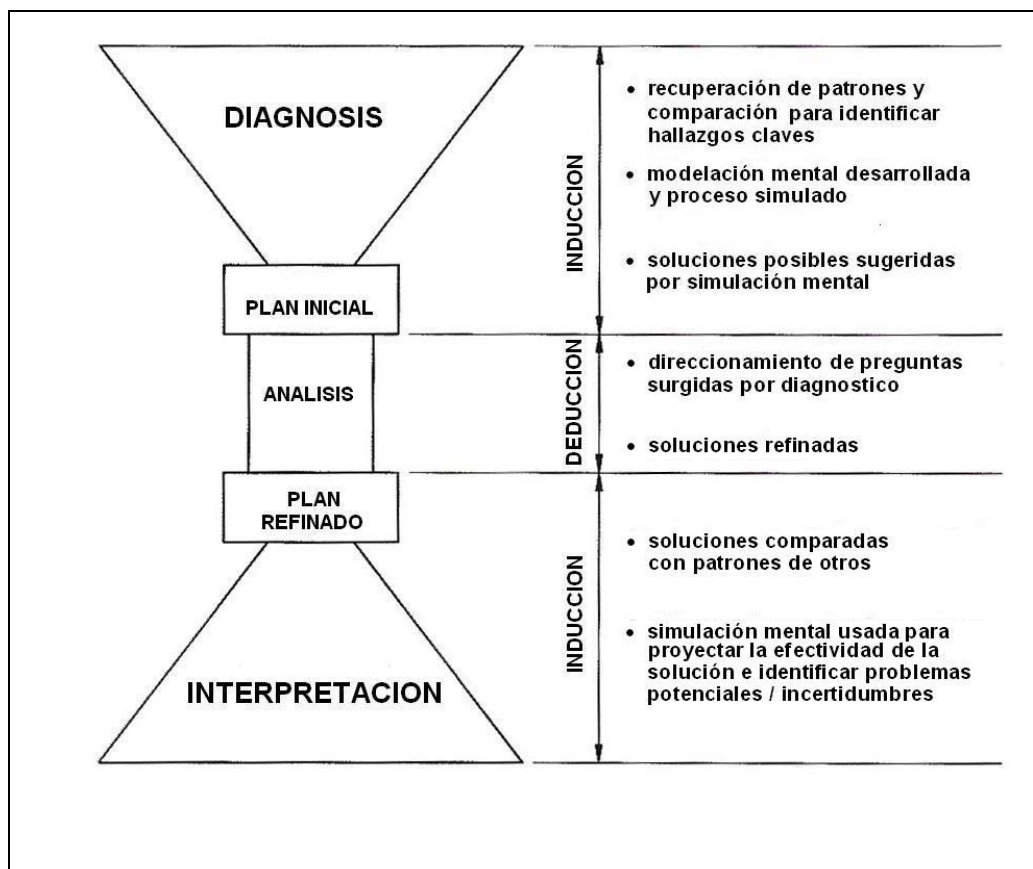 DIAGNOSIS
PLAN INICIAL
ANALISIS
PLAN
REFINADO
INTERPRETACION
INDUCCION
• recuperación de patrones y
comparación para identificar
hallazgos claves
• modelación mental desarrollada
y proceso simulado
• soluciones posibles sugeridas
por simulación mental
DEDUCCION
• direccionamiento de preguntas
surgidas por diagnostico
• soluciones refinadas
INDUCCION
• soluciones comparadas
con patrones de otros
• simulación mental usada para
proyectar la efectividad de la
solución e identificar problemas
potenciales / incertidumbres